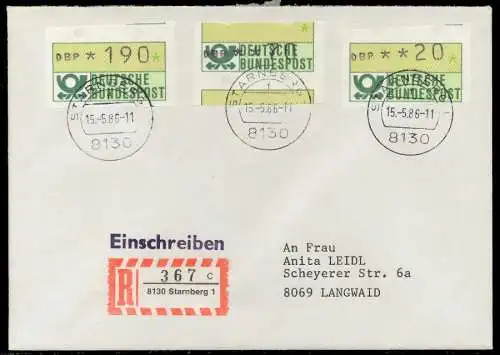 DBP * 190 *
DEUTSCHE
BUNDESPOST
DEUTSCHE
BUNDESPOST
DBP * *20 *
DEUTSCHE
BUNDESPOST
15.-5.86-11
8130
15.-5.86-11
8130
15.-5.86-11
8130
Einschreiben
R
367 c
8130 Starnberg 1
An Frau
Anita LEIDL
Scheyerer Str. 6a
8069 LANGWAID